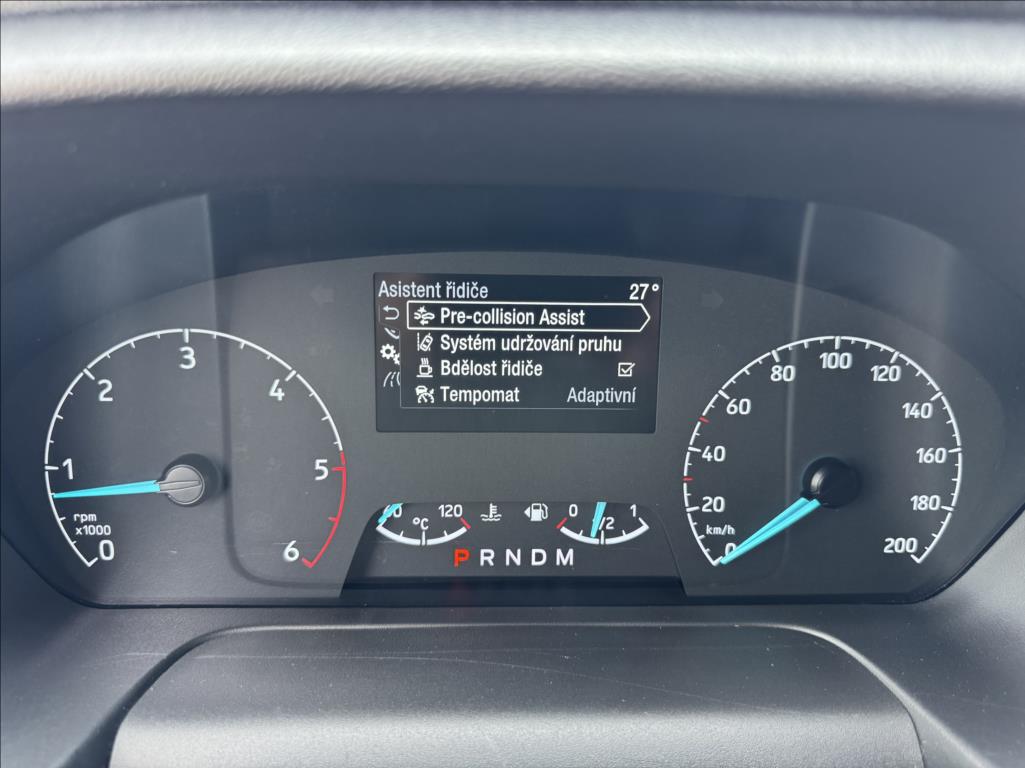 Asistent řidiče 27°
Pre-collision Assist
Systém udržování pruhu
Bdělost řidiče
Tempomat Adaptivní
0 1 2 3 4 5 6
rpm
x1000
60 120
°C
0 1/2 1
P R N D M
0 20 40 60 80 100 120 140 160 180 200
km/h